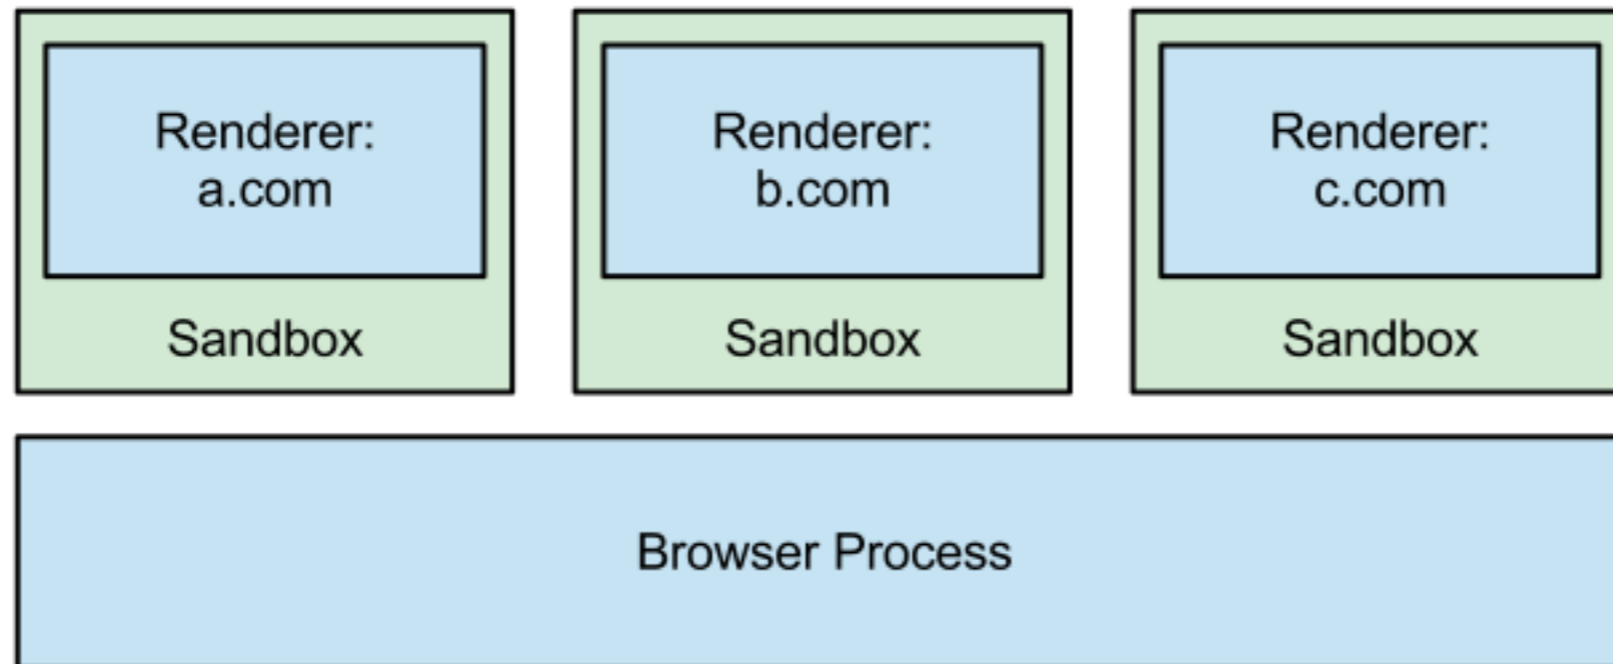 Renderer:
a.com
Sandbox
Renderer:
b.com
Sandbox
Renderer:
c.com
Sandbox
Browser Process